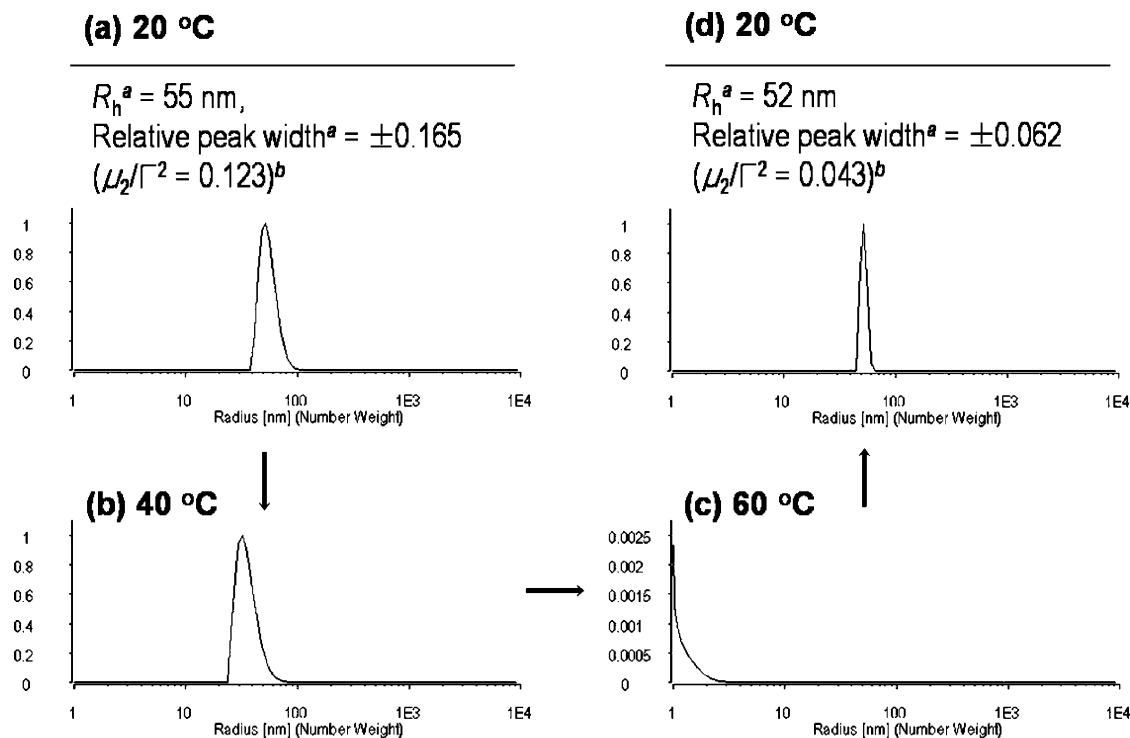 (a) 20 °C
R_h^a = 55 nm,
Relative peak width^a = ±0.165
(μ₂/Γ² = 0.123)^b
1
0.8
0.6
0.4
0.2
0
1 10 100 1E3 1E4
Radius [nm] (Number Weight)
(d) 20 °C
R_h^a = 52 nm
Relative peak width^a = ±0.062
(μ₂/Γ² = 0.043)^b
1
0.8
0.6
0.4
0.2
0
1 10 100 1E3 1E4
Radius [nm] (Number Weight)
(b) 40 °C
1
0.8
0.6
0.4
0.2
0
1 10 100 1E3 1E4
Radius [nm] (Number Weight)
(c) 60 °C
0.0025
0.002
0.0015
0.001
0.0005
0
1 10 100 1E3 1E4
Radius [nm] (Number Weight)